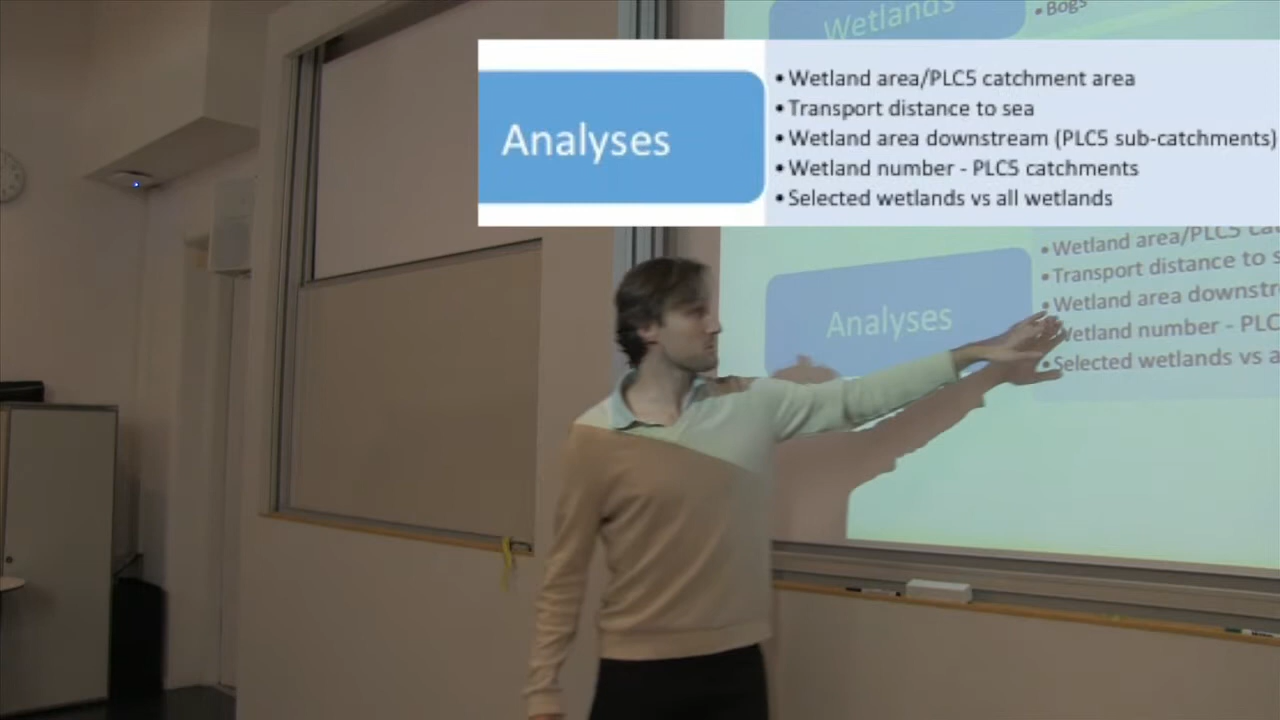 Wetlands
• Bogs
Analyses
• Wetland area/PLC5 catchment area
• Transport distance to sea
• Wetland area downstream (PLC5 sub-catchments)
• Wetland number - PLC5 catchments
• Selected wetlands vs all wetlands
Analyses
• Wetland area/PLC5 cat
• Transport distance to s
• Wetland area downstr
Wetland number - PLC
• Selected wetlands vs a